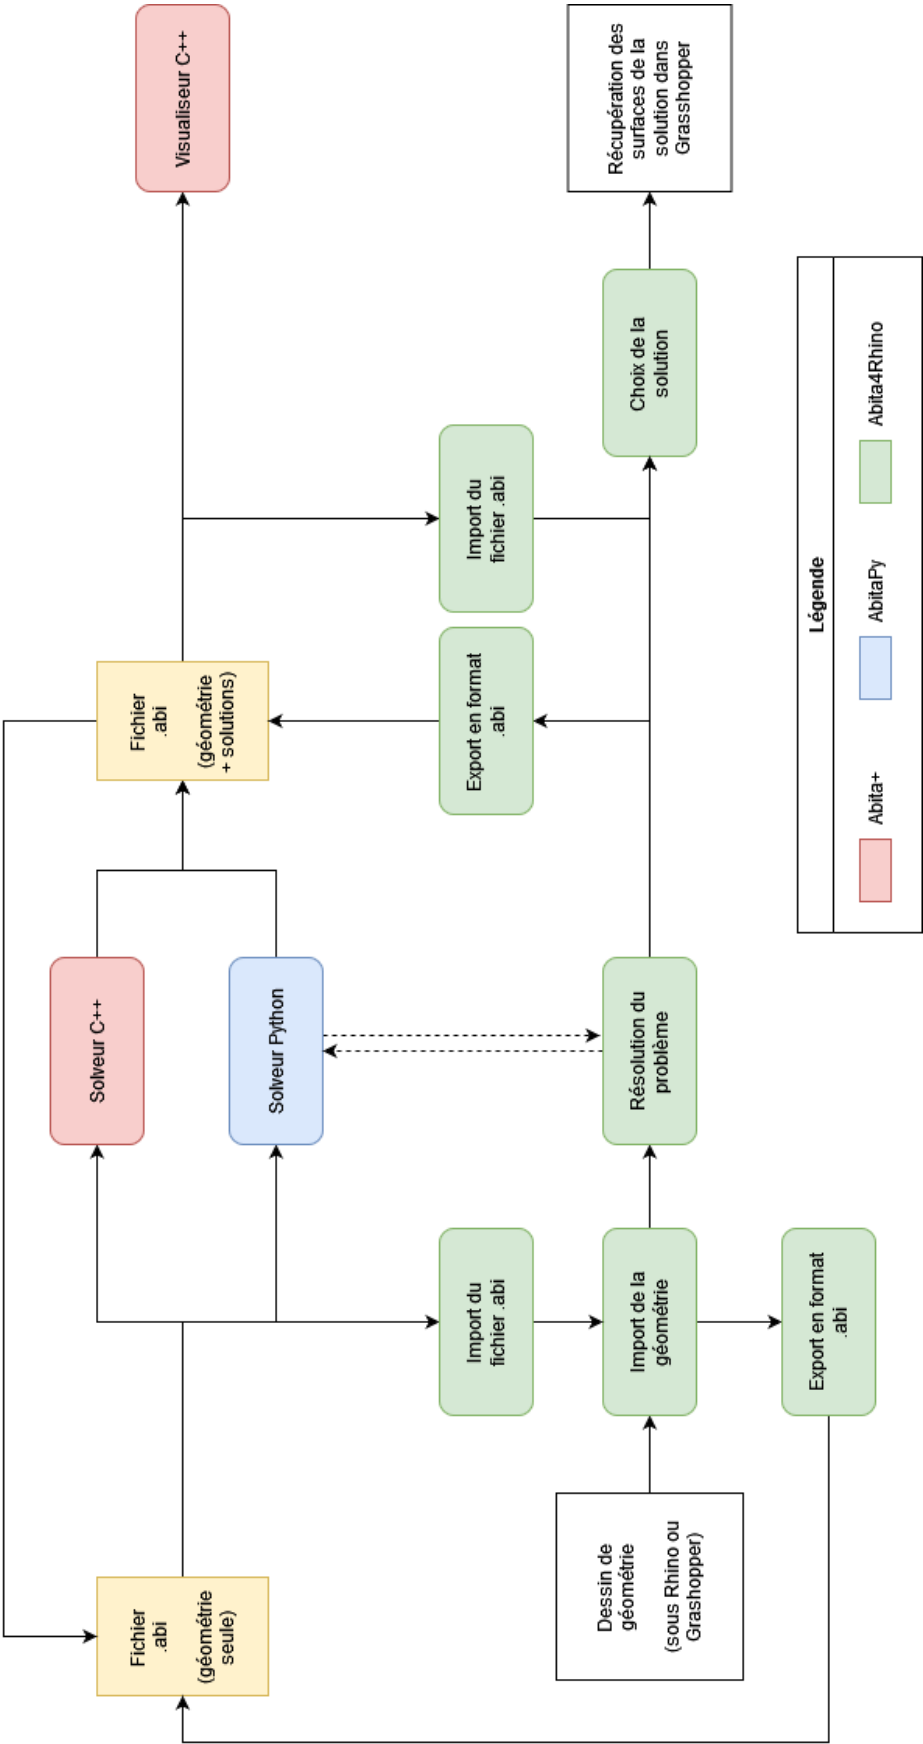 Fichier
.abi
(géométrie
seule)
Solveur C++
Solveur Python
Fichier
.abi
(géométrie
+ solutions)
Visualiseur C++
Import du
fichier .abi
Export en format
.abi
Import du
fichier .abi
Dessin de
géométrie
(sous Rhino ou
Grashopper)
Import de la
géométrie
Résolution du
problème
Choix de la
solution
Récupération des
surfaces de la
solution dans
Grasshopper
Export en format
.abi
Légende
Abita+
AbitaPy
Abita4Rhino